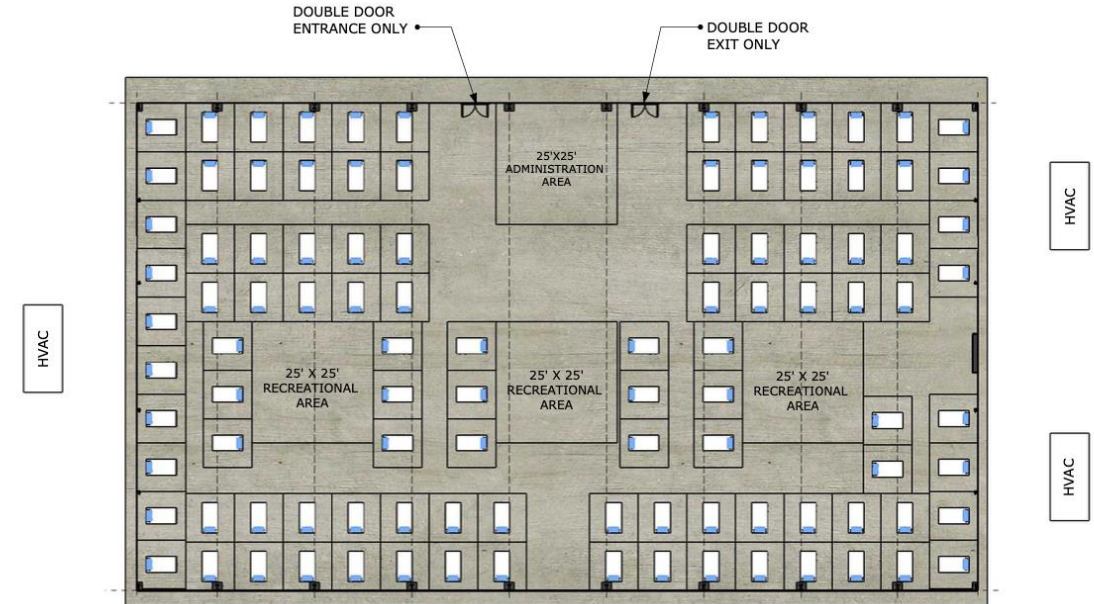 DOUBLE DOOR
ENTRANCE ONLY
DOUBLE DOOR
EXIT ONLY
25'X25'
ADMINISTRATION
AREA
HVAC
HVAC
25' X 25'
RECREATIONAL
AREA
25' X 25'
RECREATIONAL
AREA
25' X 25'
RECREATIONAL
AREA
HVAC